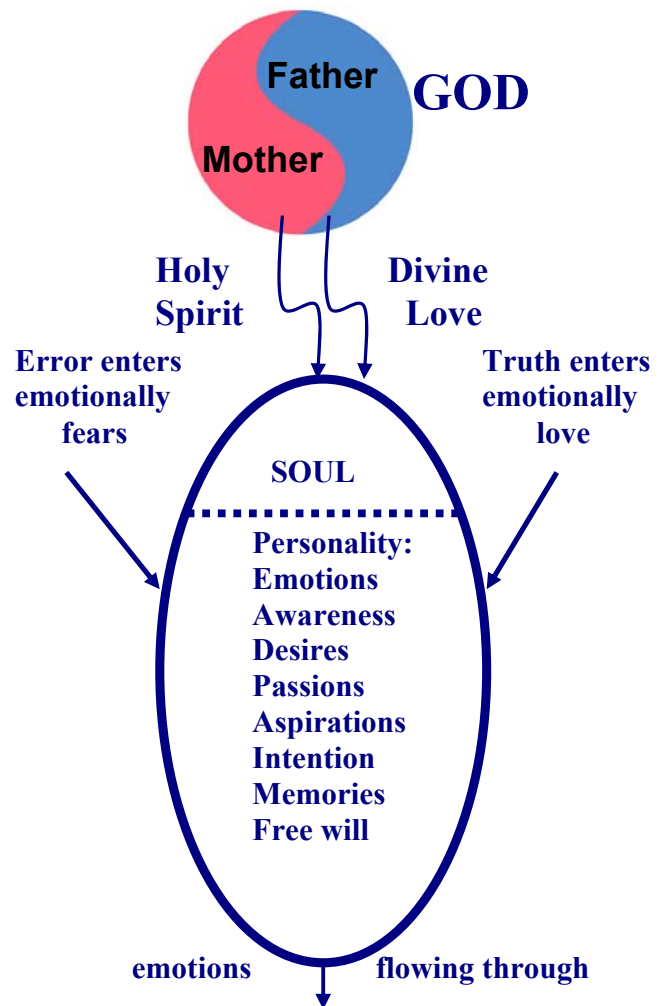 Father
GOD
Mother
Holy
Spirit
Divine
Love
Error enters
emotionally
fears
Truth enters
emotionally
love
SOUL
Personality:
Emotions
Awareness
Desires
Passions
Aspirations
Intention
Memories
Free will
emotions flowing through